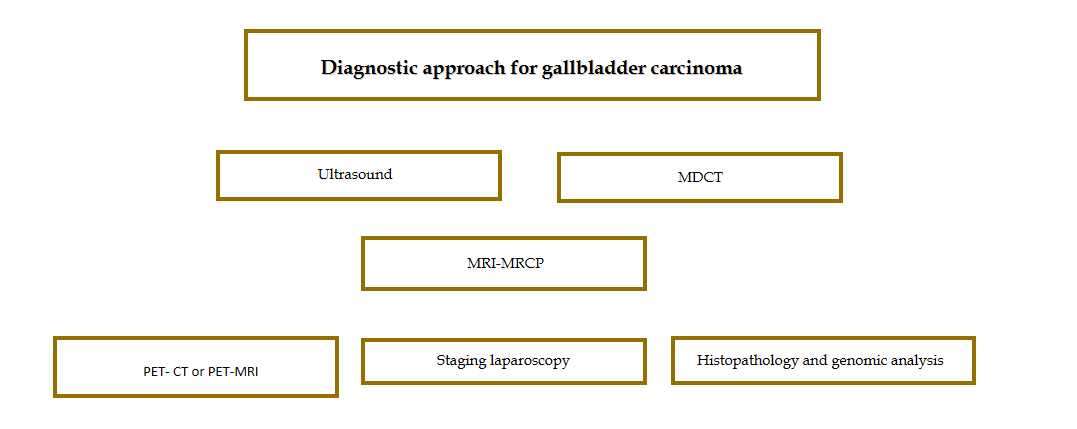 Diagnostic approach for gallbladder carcinoma
Ultrasound
MDCT
MRI-MRCP
PET- CT or PET-MRI
Staging laparoscopy
Histopathology and genomic analysis